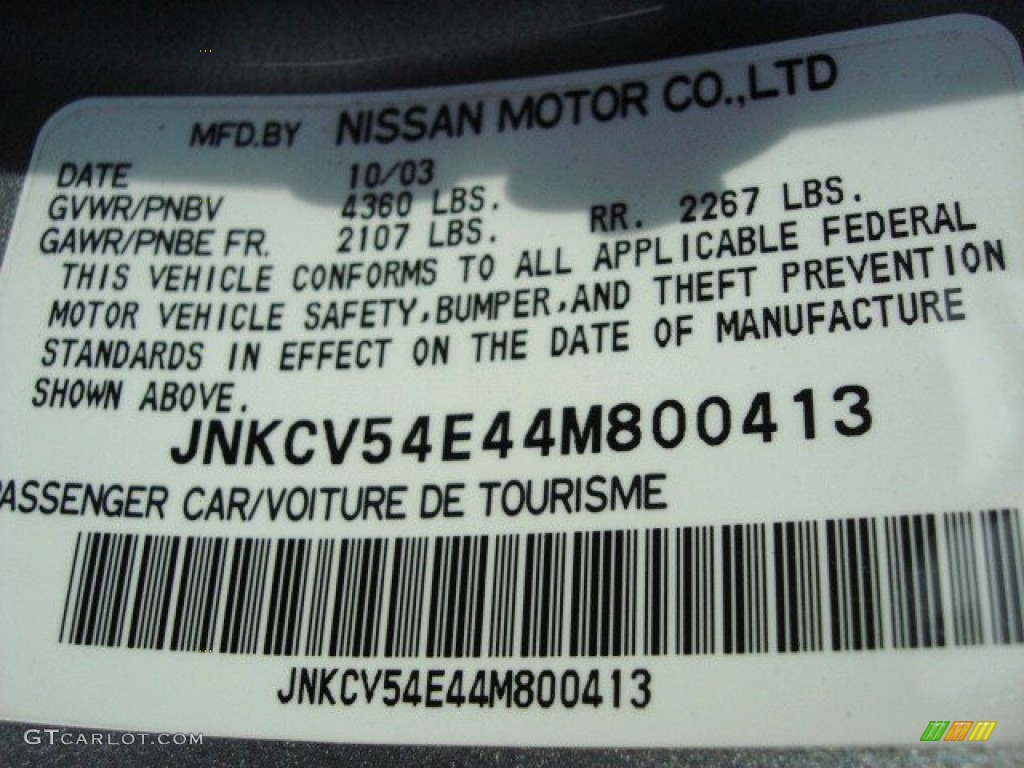 MFD.BY NISSAN MOTOR CO.,LTD
DATE 10/03
GVWR/PNBV 4360 LBS.
GAWR/PNBE FR. 2107 LBS. RR. 2267 LBS.
THIS VEHICLE CONFORMS TO ALL APPLICABLE FEDERAL
MOTOR VEHICLE SAFETY,BUMPER,AND THEFT PREVENTION
STANDARDS IN EFFECT ON THE DATE OF MANUFACTURE
SHOWN ABOVE.
JNKCV54E44M800413
PASSENGER CAR/VOITURE DE TOURISME
JNKCV54E44M800413
GTCARLOT.COM